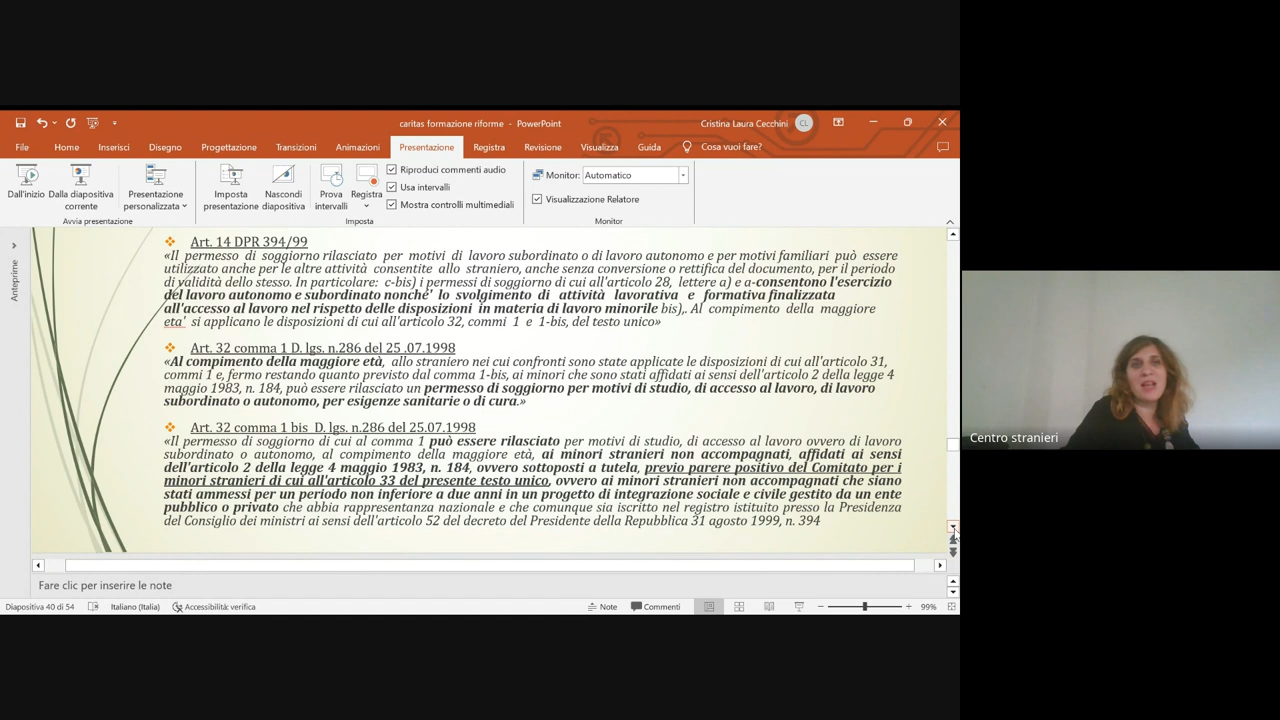 caritas formazione riforme - PowerPoint
Cristina Laura Cecchini
CL
File
Home
Inserisci
Disegno
Progettazione
Transizioni
Animazioni
Presentazione
Registra
Revisione
Visualizza
Guida
Cosa vuoi fare?
Dall'inizio
Dalla diapositiva
corrente
Presentazione
personalizzata
Avvia presentazione
Imposta
presentazione
Nascondi
diapositiva
Prova
intervalli
Registra
Riproduci commenti audio
Usa intervalli
Mostra controlli multimediali
Imposta
Monitor: Automatico
Visualizzazione Relatore
Monitor
Anteprime
Art. 14 DPR 394/99
«Il permesso di soggiorno rilasciato per motivi di lavoro subordinato o di lavoro autonomo e per motivi familiari può essere
utilizzato anche per le altre attività consentite allo straniero, anche senza conversione o rettifica del documento, per il periodo
di validità dello stesso. In particolare: c-bis) i permessi di soggiorno di cui all'articolo 28, lettere a) e a-consentono l'esercizio
del lavoro autonomo e subordinato nonche' lo svolgimento di attività lavorativa e formativa finalizzata
all'accesso al lavoro nel rispetto delle disposizioni in materia di lavoro minorile bis),. Al compimento della maggiore
eta' si applicano le disposizioni di cui all'articolo 32, commi 1 e 1-bis, del testo unico»
Art. 32 comma 1 D. lgs. n.286 del 25 .07.1998
«Al compimento della maggiore età, allo straniero nei cui confronti sono state applicate le disposizioni di cui all'articolo 31,
commi 1 e, fermo restando quanto previsto dal comma 1-bis, ai minori che sono stati affidati ai sensi dell'articolo 2 della legge 4
maggio 1983, n. 184, può essere rilasciato un permesso di soggiorno per motivi di studio, di accesso al lavoro, di lavoro
subordinato o autonomo, per esigenze sanitarie o di cura.»
Art. 32 comma 1 bis D. lgs. n.286 del 25.07.1998
«Il permesso di soggiorno di cui al comma 1 può essere rilasciato per motivi di studio, di accesso al lavoro ovvero di lavoro
subordinato o autonomo, al compimento della maggiore età, ai minori stranieri non accompagnati, affidati ai sensi
dell'articolo 2 della legge 4 maggio 1983, n. 184, ovvero sottoposti a tutela, previo parere positivo del Comitato per i
minori stranieri di cui all'articolo 33 del presente testo unico, ovvero ai minori stranieri non accompagnati che siano
stati ammessi per un periodo non inferiore a due anni in un progetto di integrazione sociale e civile gestito da un ente
pubblico o privato che abbia rappresentanza nazionale e che comunque sia iscritto nel registro istituito presso la Presidenza
del Consiglio dei ministri ai sensi dell'articolo 52 del decreto del Presidente della Repubblica 31 agosto 1999, n. 394
Centro stranieri
Fare clic per inserire le note
Diapositiva 40 di 54
Italiano (Italia)
Accessibilità: verifica
Note
Commenti
99%